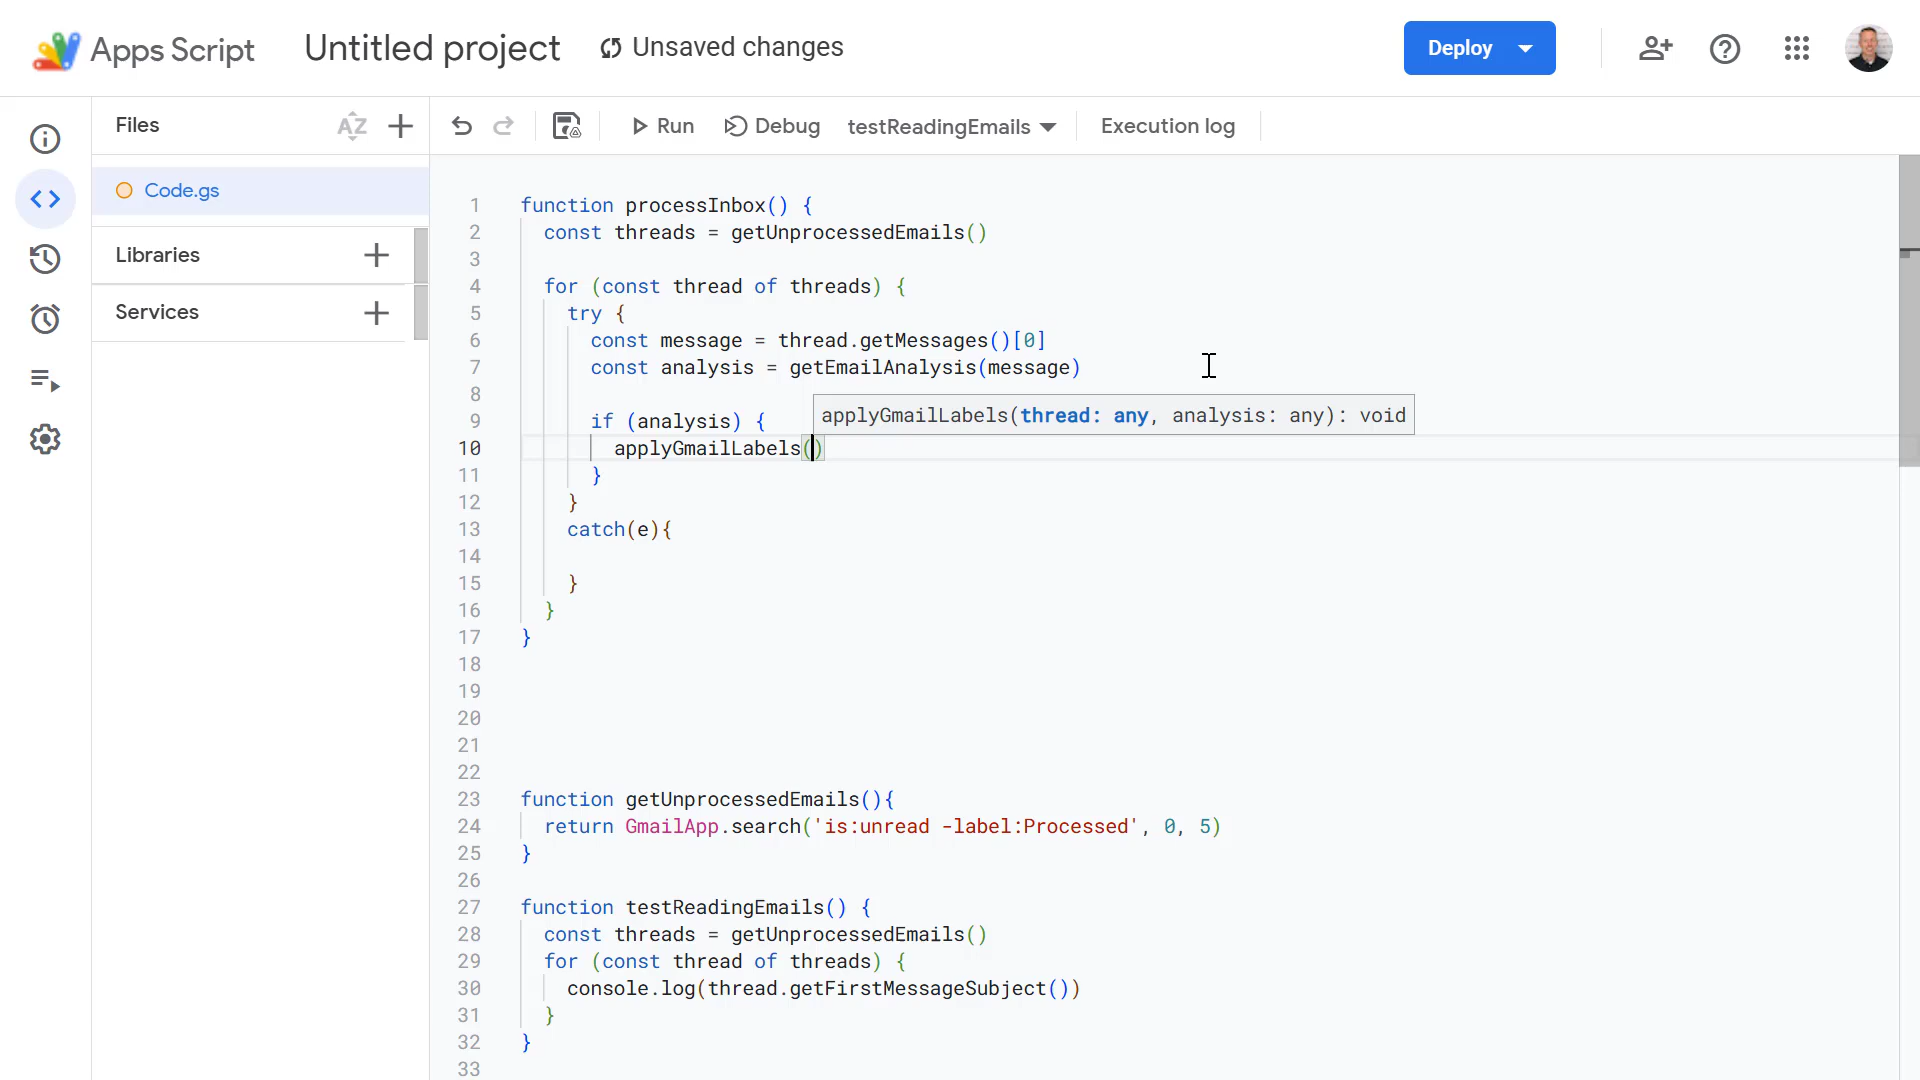 Apps Script Untitled project Unsaved changes Deploy
Files AZ Run Debug testReadingEmails Execution log
Code.gs
Libraries
Services
1 function processInbox() {
2 const threads = getUnprocessedEmails()
3
4 for (const thread of threads) {
5 try {
6 const message = thread.getMessages()[0]
7 const analysis = getEmailAnalysis(message)
8
applyGmailLabels(thread: any, analysis: any): void
9 if (analysis) {
10 applyGmailLabels()
11 }
12 }
13 catch(e){
14
15 }
16 }
17 }
18
19
20
21
22
23 function getUnprocessedEmails(){
24 return GmailApp.search('is:unread -label:Processed', 0, 5)
25 }
26
27 function testReadingEmails() {
28 const threads = getUnprocessedEmails()
29 for (const thread of threads) {
30 console.log(thread.getFirstMessageSubject())
31 }
32 }
33